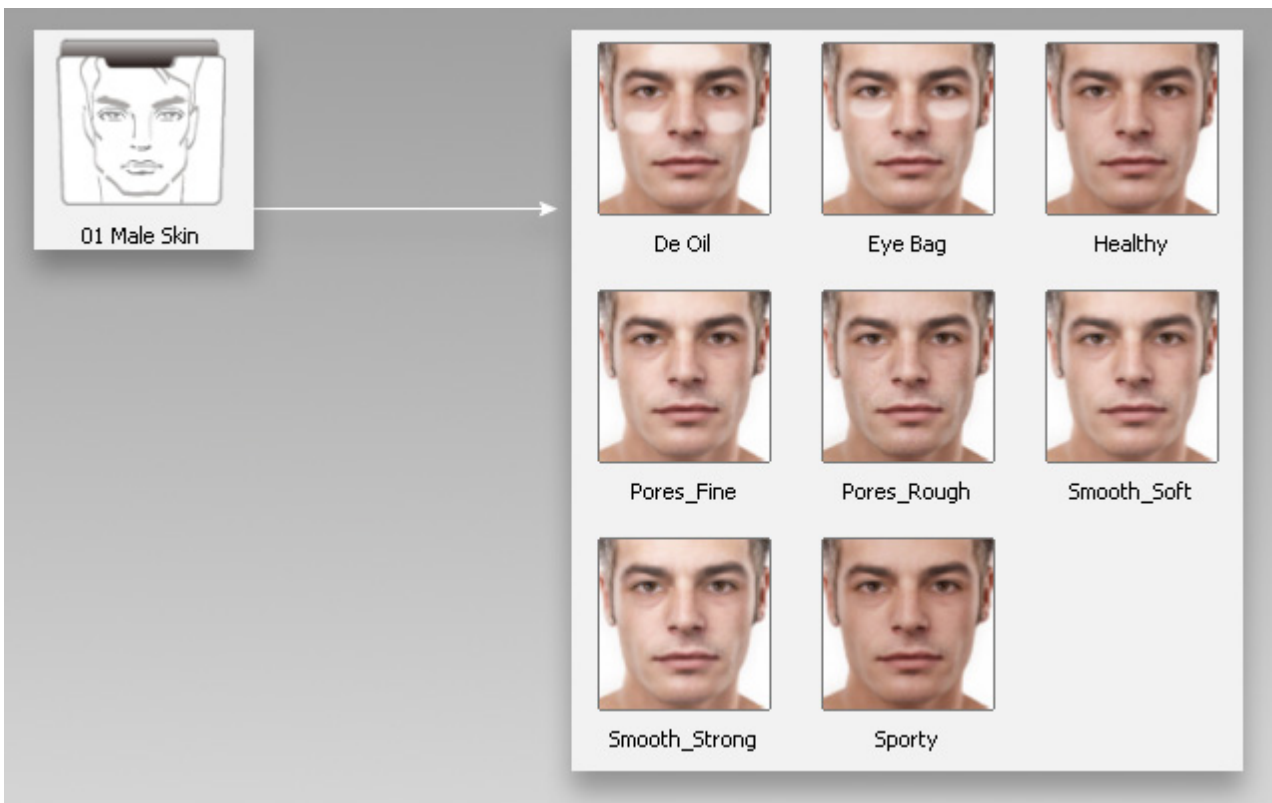 01 Male Skin
De Oil
Eye Bag
Healthy
Pores_Fine
Pores_Rough
Smooth_Soft
Smooth_Strong
Sporty